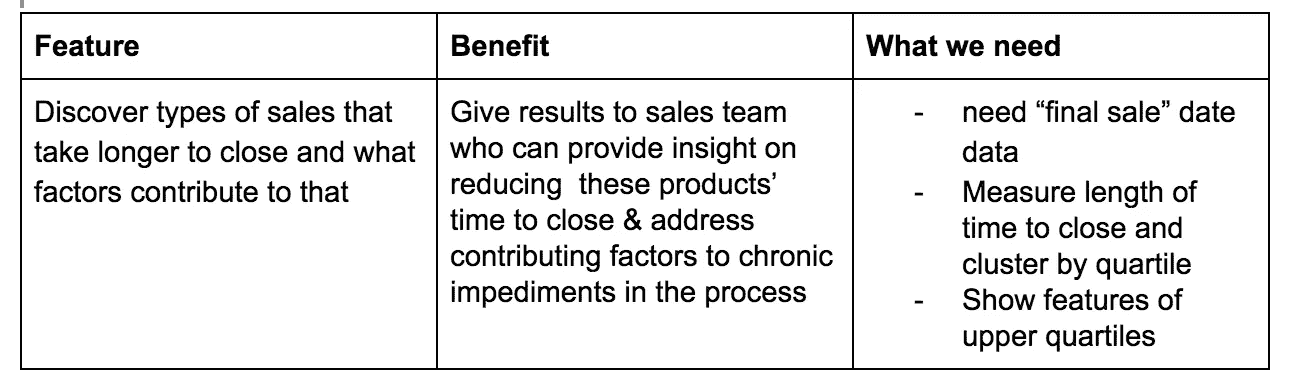 Feature
Benefit
What we need
Discover types of sales that
take longer to close and what
factors contribute to that
Give results to sales team
who can provide insight on
reducing  these products’
time to close & address
contributing factors to chronic
impediments in the process
- need “final sale” date
data
- Measure length of
time to close and
cluster by quartile
- Show features of
upper quartiles